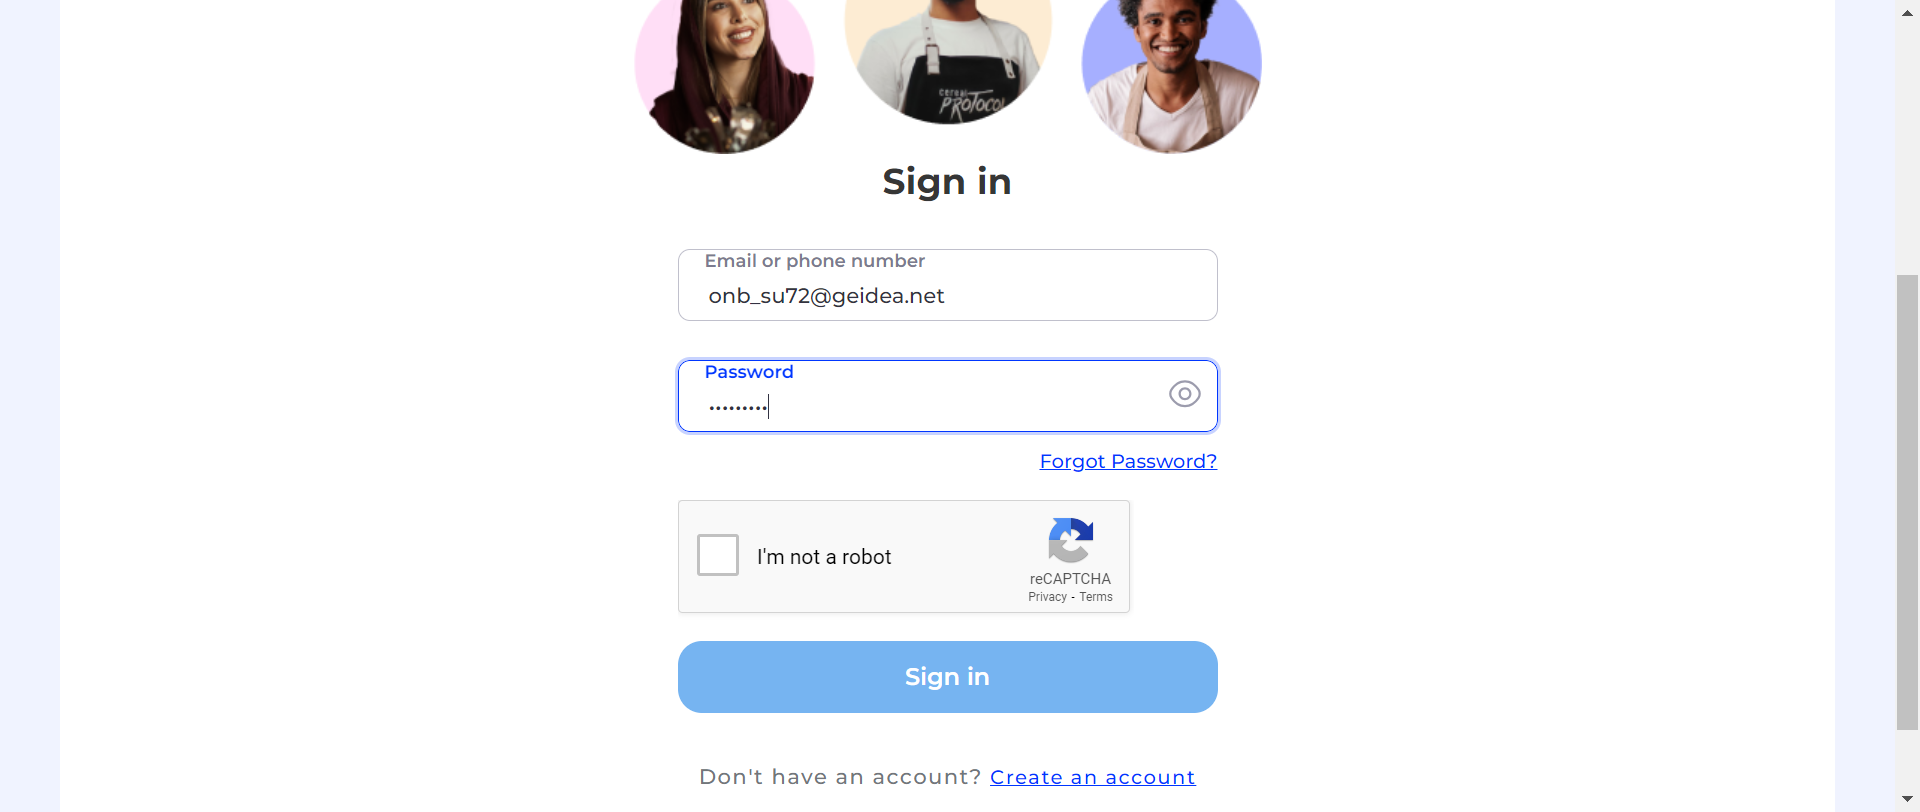 cereal
PROTOCOL
Sign in
Email or phone number
onb_su72@geidea.net
Password
•••••••••
Forgot Password?
I'm not a robot
reCAPTCHA
Privacy - Terms
Sign in
Don't have an account? Create an account